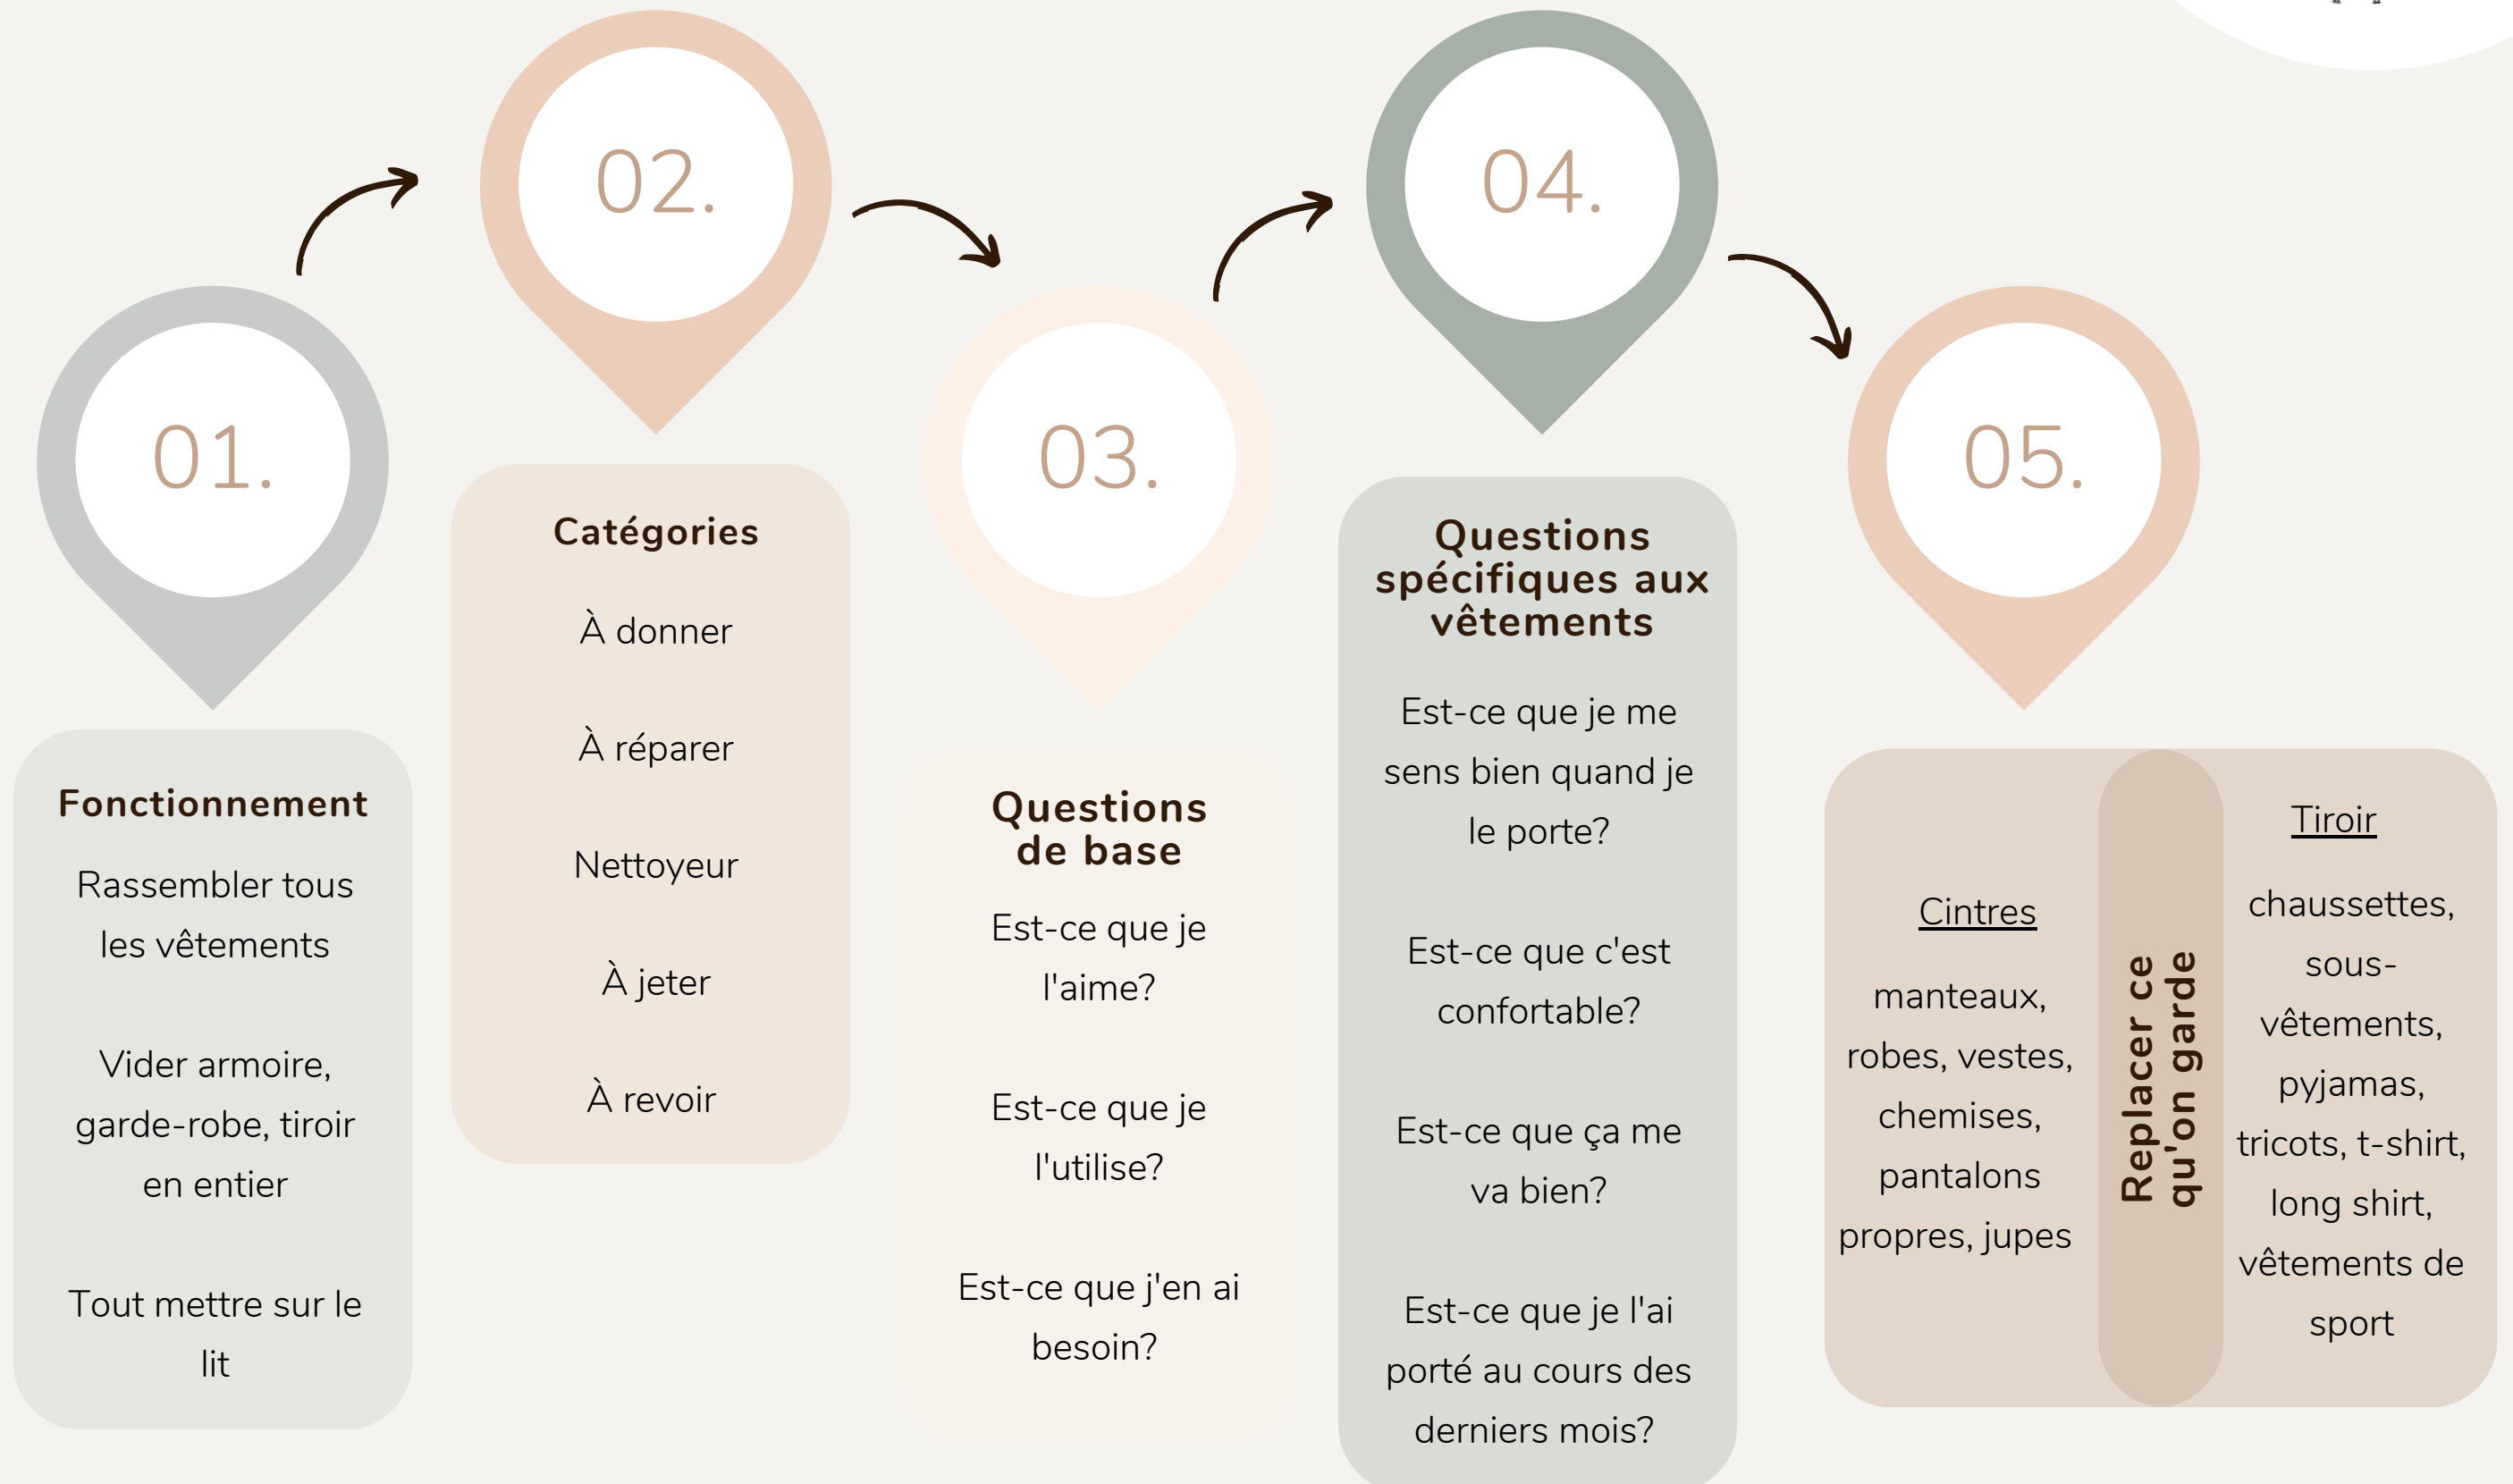 01.
Fonctionnement
Rassembler tous
les vêtements
Vider armoire,
garde-robe, tiroir
en entier
Tout mettre sur le
lit
02.
Catégories
À donner
À réparer
Nettoyeur
À jeter
À revoir
03.
Questions
de base
Est-ce que je
l'aime?
Est-ce que je
l'utilise?
Est-ce que j'en ai
besoin?
04.
Questions
spécifiques aux
vêtements
Est-ce que je me
sens bien quand je
le porte?
Est-ce que c'est
confortable?
Est-ce que ça me
va bien?
Est-ce que je l'ai
porté au cours des
derniers mois?
05.
Cintres
manteaux,
robes, vestes,
chemises,
pantalons
propres, jupes
Replacer ce
qu'on garde
Tiroir
chaussettes,
sous-
vêtements,
pyjamas,
tricots, t-shirt,
long shirt,
vêtements de
sport